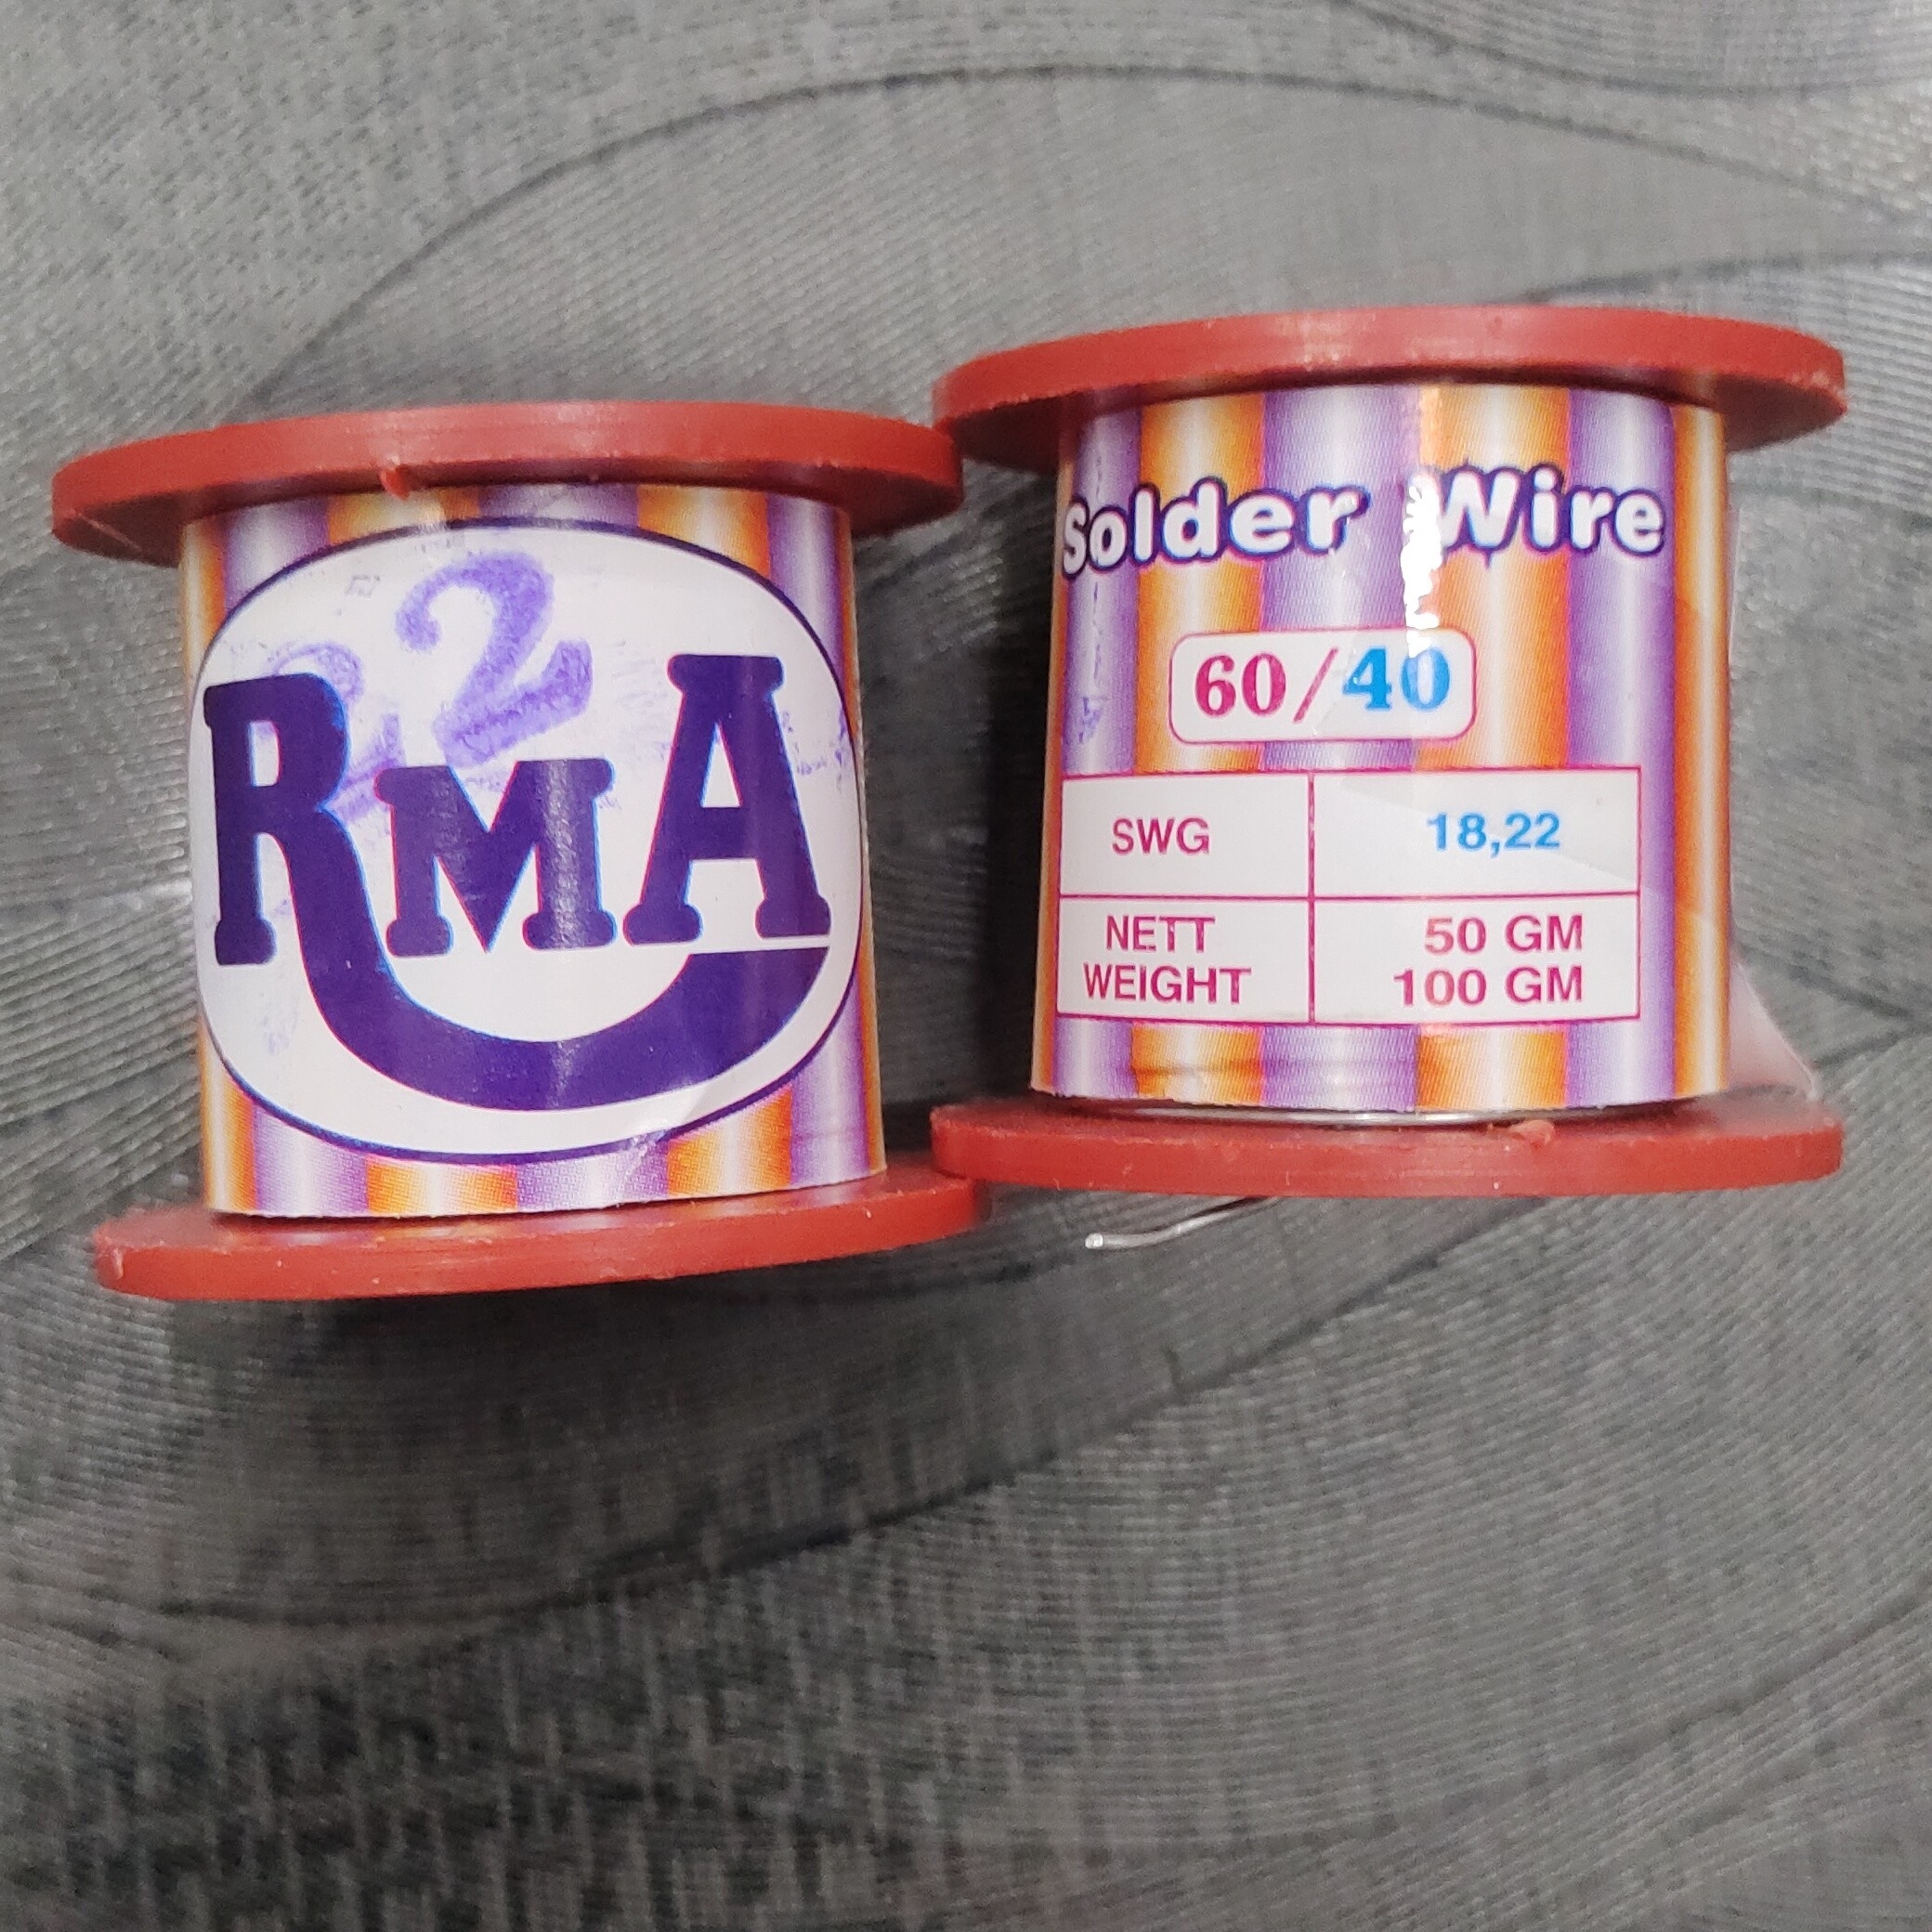 22
RMA
Solder Wire
60/40
SWG 18,22
NETT WEIGHT 50 GM
100 GM